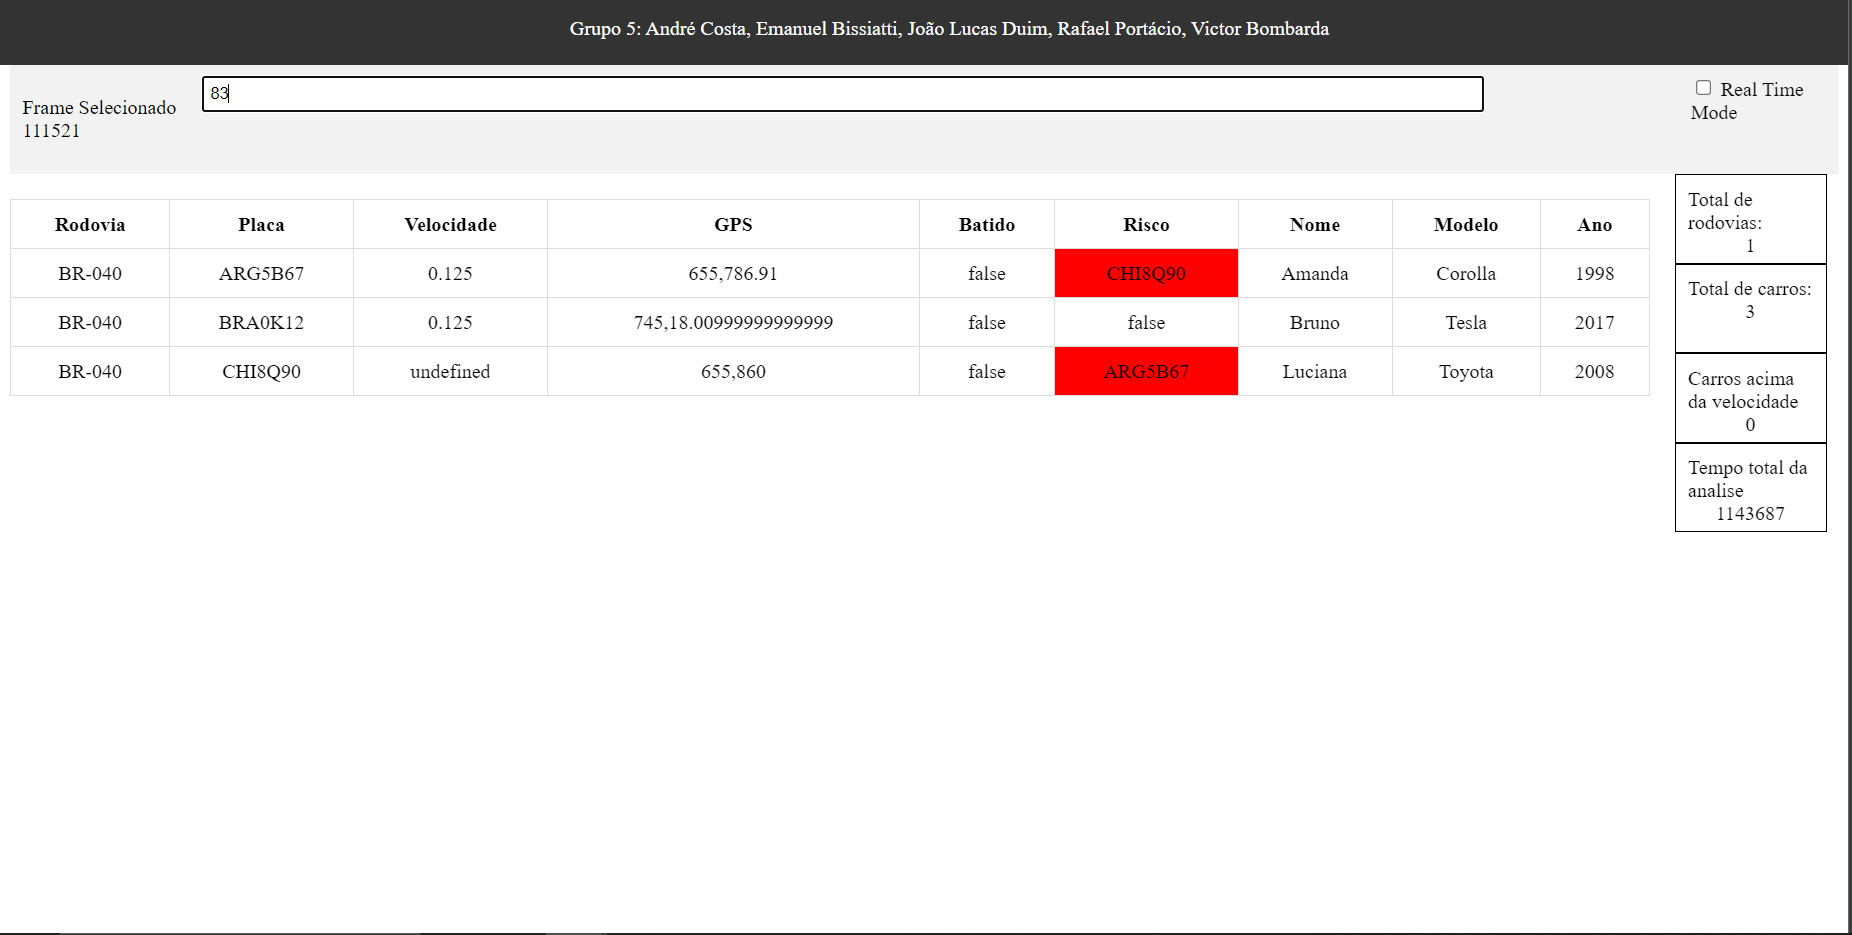 Grupo 5: André Costa, Emanuel Bissiatti, João Lucas Duim, Rafael Portácio, Victor Bombarda
Frame Selecionado
111521
83
Real Time
Mode
Rodovia Placa Velocidade GPS Batido Risco Nome Modelo Ano
BR-040 ARG5B67 0.125 655,786.91 false CHI8Q90 Amanda Corolla 1998
BR-040 BRA0K12 0.125 745,18.00999999999999 false false Bruno Tesla 2017
BR-040 CHI8Q90 undefined 655,860 false ARG5B67 Luciana Toyota 2008
Total de
rodovias:
1
Total de carros:
3
Carros acima
da velocidade
0
Tempo total da
analise
1143687